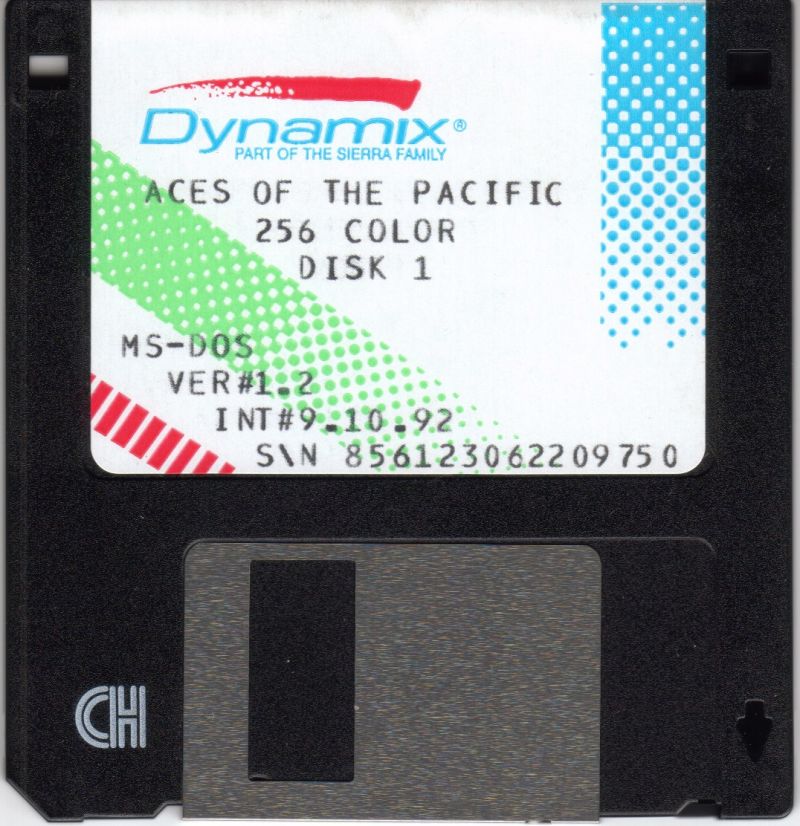 Dynamix®
PART OF THE SIERRA FAMILY
ACES OF THE PACIFIC
256 COLOR
DISK 1
MS-DOS
VER#1.2
INT#9.10.92
S\N 856123062209750
CH